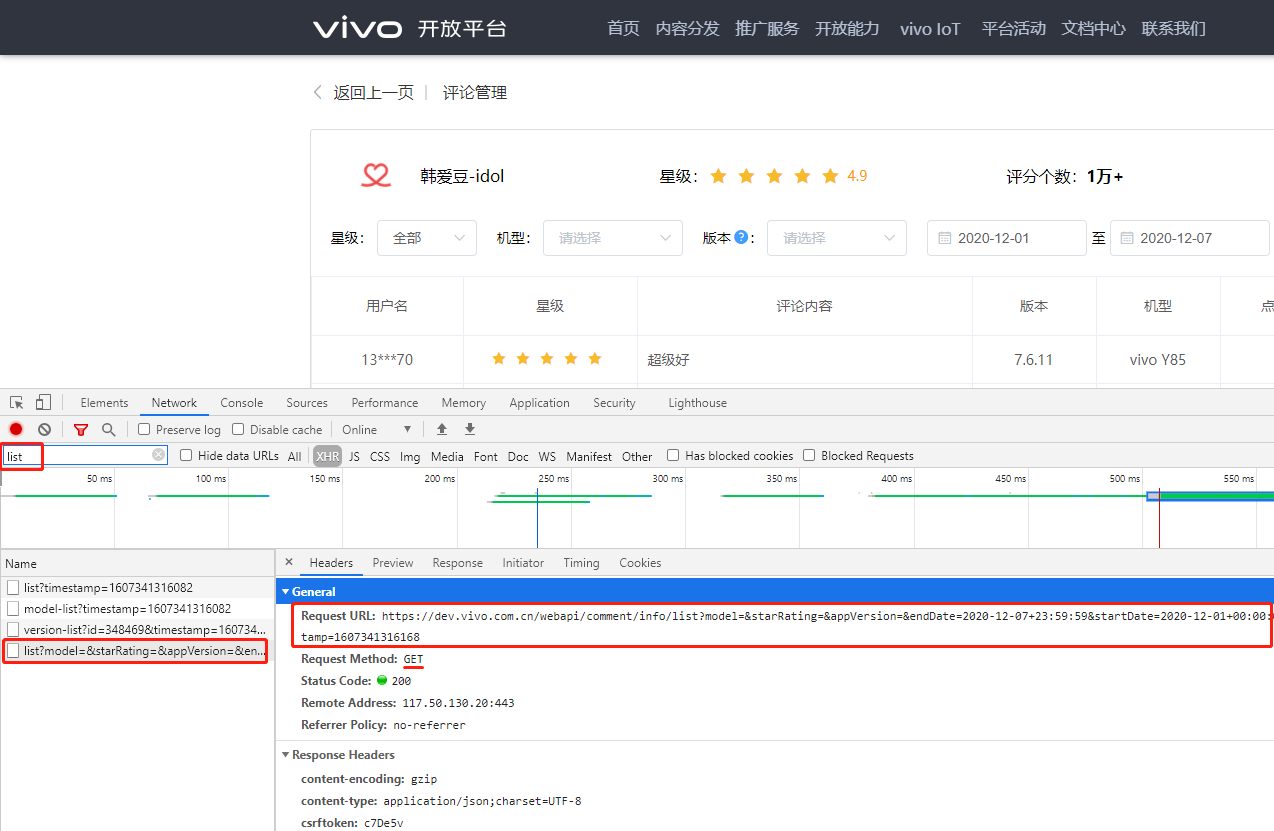 vivo 开放平台 首页 内容分发 推广服务 开放能力 vivo IoT 平台活动 文档中心 联系我们
返回上一页 | 评论管理
韩爱豆-idol 星级: 4.9 评分个数: 1万+
星级: 全部 机型: 请选择 版本 ? : 请选择 2020-12-01 至 2020-12-07
用户名 星级 评论内容 版本 机型 点
13***70 超级好 7.6.11 vivo Y85
Elements Network Console Sources Performance Memory Application Security Lighthouse
Preserve log Disable cache Online
list Hide data URLs All XHR JS CSS Img Media Font Doc WS Manifest Other Has blocked cookies Blocked Requests
50 ms 100 ms 150 ms 200 ms 250 ms 300 ms 350 ms 400 ms 450 ms 500 ms 550 ms
Name × Headers Preview Response Initiator Timing Cookies
list?timestamp=1607341316082
model-list?timestamp=1607341316082
version-list?id=348469&timestamp=160734...
list?model=&starRating=&appVersion=&en...
General
Request URL: https://dev.vivo.com.cn/webapi/comment/info/list?model=&starRating=&appVersion=&endDate=2020-12-07+23:59:59&startDate=2020-12-01+00:00:
tamp=1607341316168
Request Method: GET
Status Code: 200
Remote Address: 117.50.130.20:443
Referrer Policy: no-referrer
Response Headers
content-encoding: gzip
content-type: application/json;charset=UTF-8
csrftoken: c7De5v